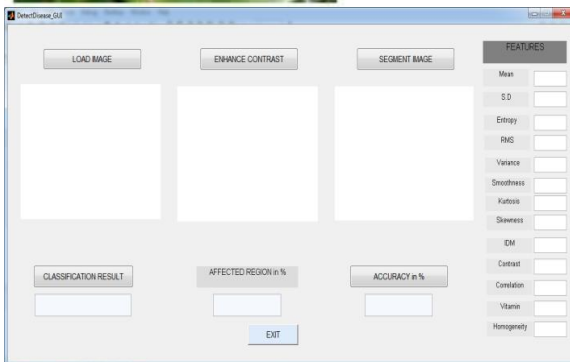 DetectDisease_GUI
LOAD IMAGE
ENHANCE CONTRAST
SEGMENT IMAGE
FEATURES
Mean
S.D
Entropy
RMS
Variance
Smoothness
Kurtosis
Skewness
IDM
Contrast
Correlation
Vitamin
Homogeneity
CLASSIFICATION RESULT
AFFECTED REGION in %
ACCURACY in %
EXIT